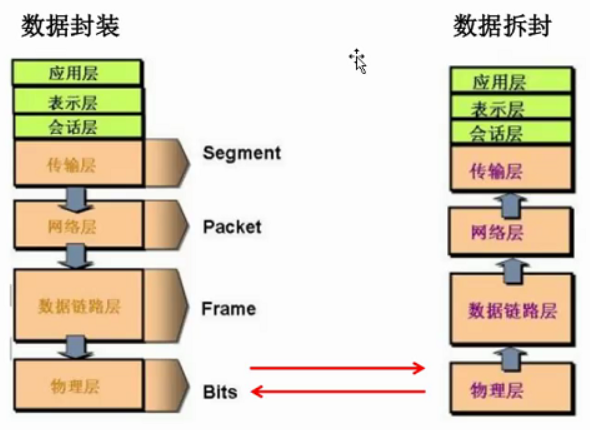 数据封装
应用层
表示层
会话层
传输层
Segment
网络层
Packet
数据链路层
Frame
物理层
Bits
数据拆封
应用层
表示层
会话层
传输层
网络层
数据链路层
物理层